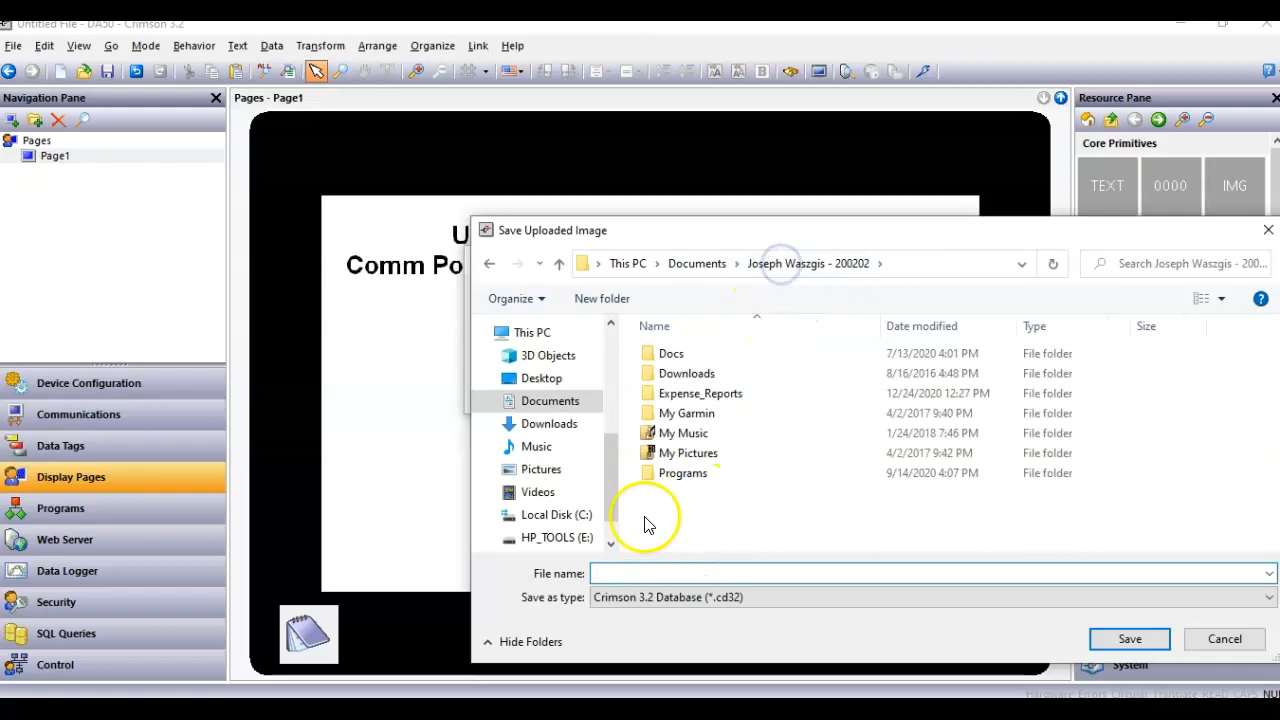 Untitled File - DA50 - Crimson 3.2
File Edit View Go Mode Behavior Text Data Transform Arrange Organize Link Help
Navigation Pane
Pages
Page1
Device Configuration
Communications
Data Tags
Display Pages
Programs
Web Server
Data Logger
Security
SQL Queries
Control
Pages - Page1
U
Comm Po
Resource Pane
Core Primitives
TEXT 0000 IMG
System
Save Uploaded Image
This PC > Documents > Joseph Waszgis - 200202 >
Search Joseph Waszgis - 200...
Organize New folder
This PC
3D Objects
Desktop
Documents
Downloads
Music
Pictures
Videos
Local Disk (C:)
HP_TOOLS (E:)
Name Date modified Type Size
Docs 7/13/2020 4:01 PM File folder
Downloads 8/16/2016 4:48 PM File folder
Expense_Reports 12/24/2020 12:27 PM File folder
My Garmin 4/2/2017 9:40 PM File folder
My Music 1/24/2018 7:46 PM File folder
My Pictures 4/2/2017 9:42 PM File folder
Programs 9/14/2020 4:07 PM File folder
File name:
Save as type: Crimson 3.2 Database (*.cd32)
Hide Folders
Save Cancel
Hardware Errors Circular Translate READ CAPS NU